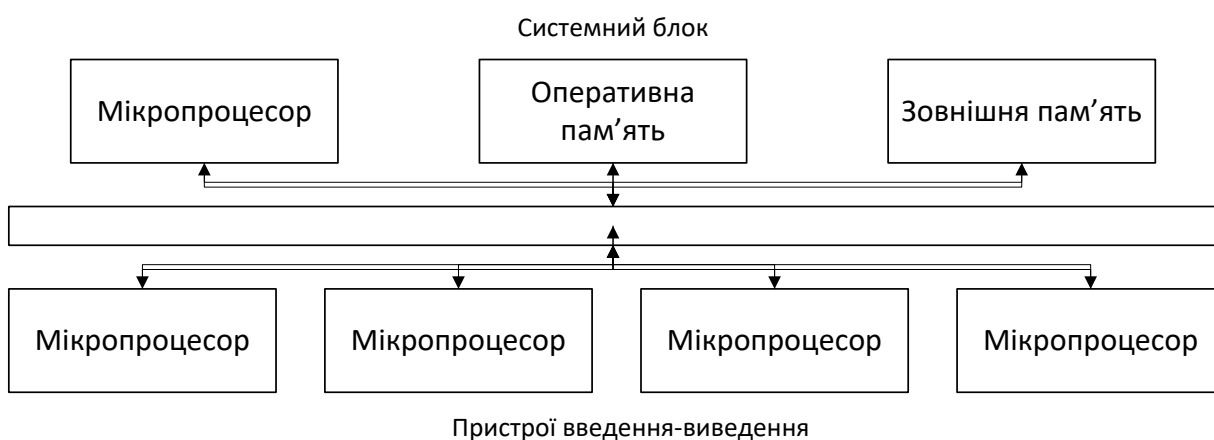 Системний блок
Мікропроцесор
Оперативна
пам’ять
Зовнішня пам’ять
Мікропроцесор
Мікропроцесор
Мікропроцесор
Мікропроцесор
Пристрої введення-виведення